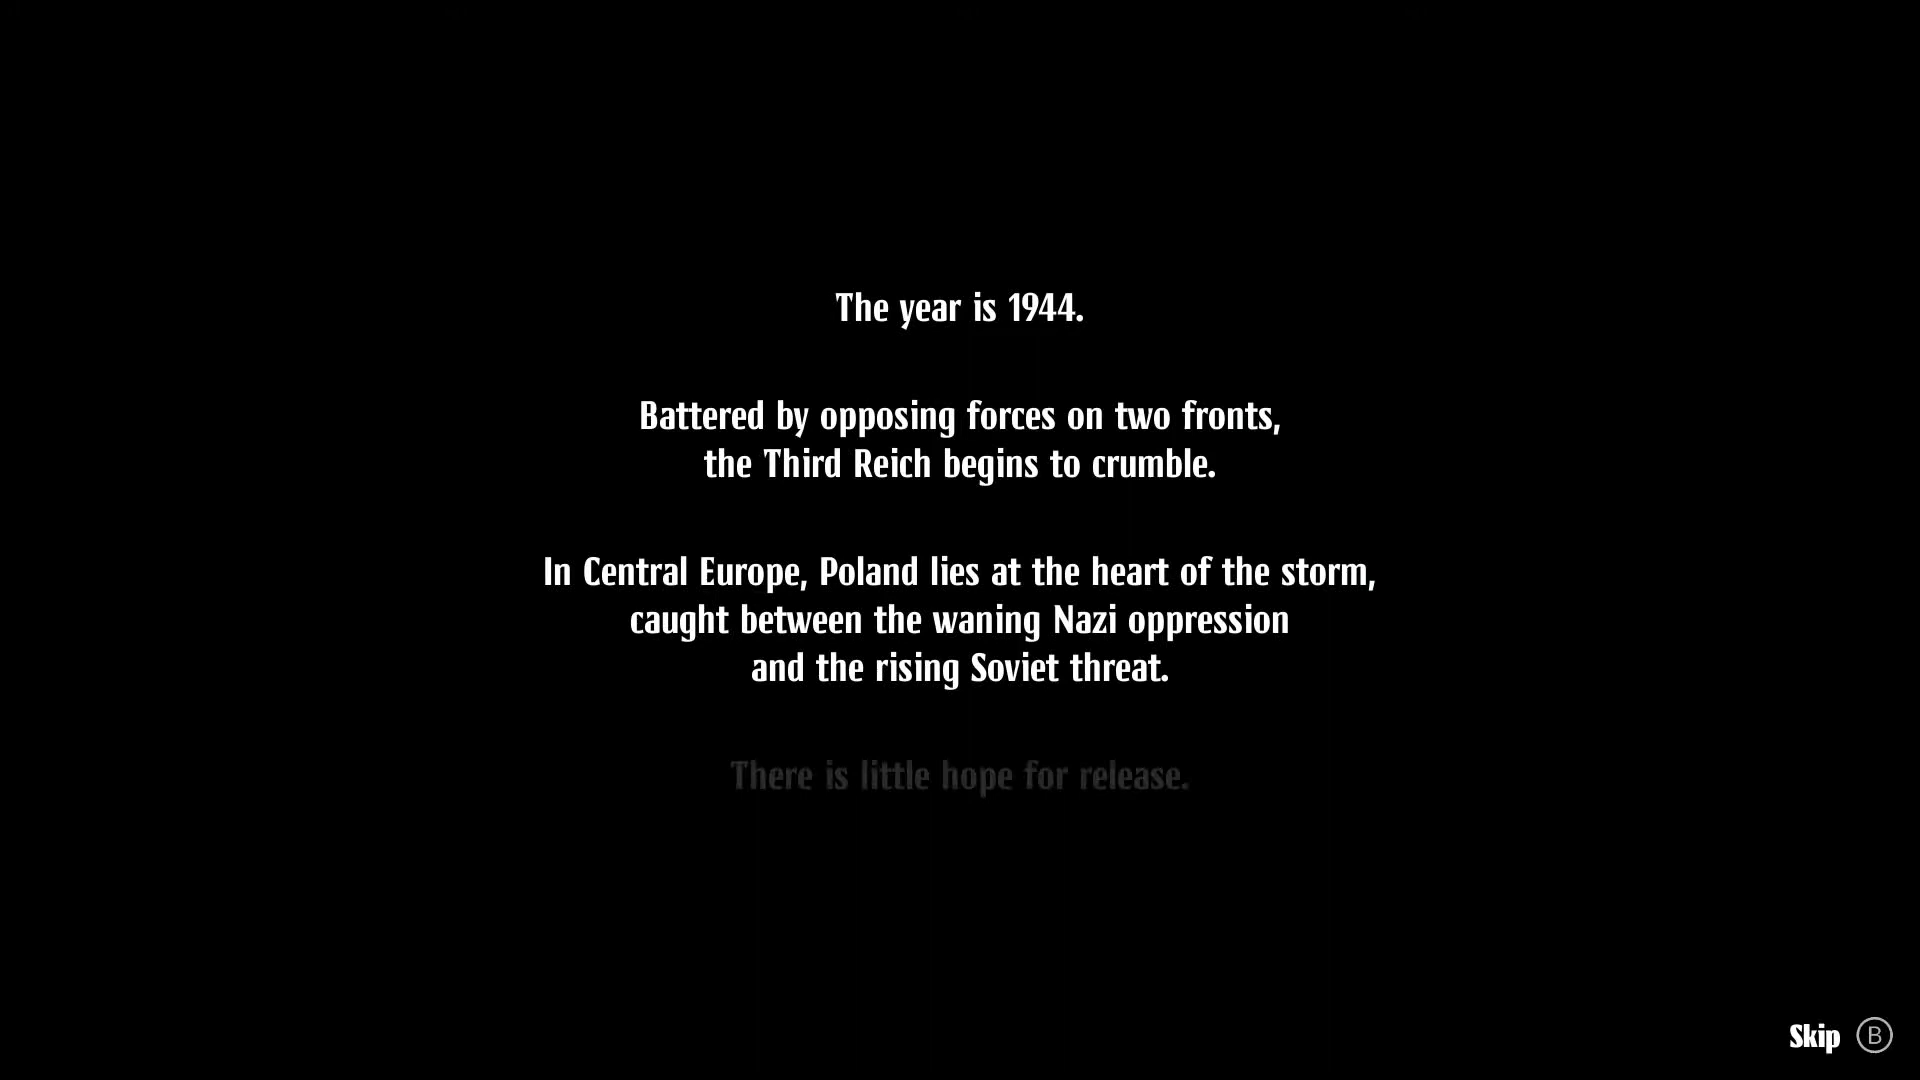 The year is 1944.
Battered by opposing forces on two fronts,
the Third Reich begins to crumble.
In Central Europe, Poland lies at the heart of the storm,
caught between the waning Nazi oppression
and the rising Soviet threat.
There is little hope for release.
Skip B